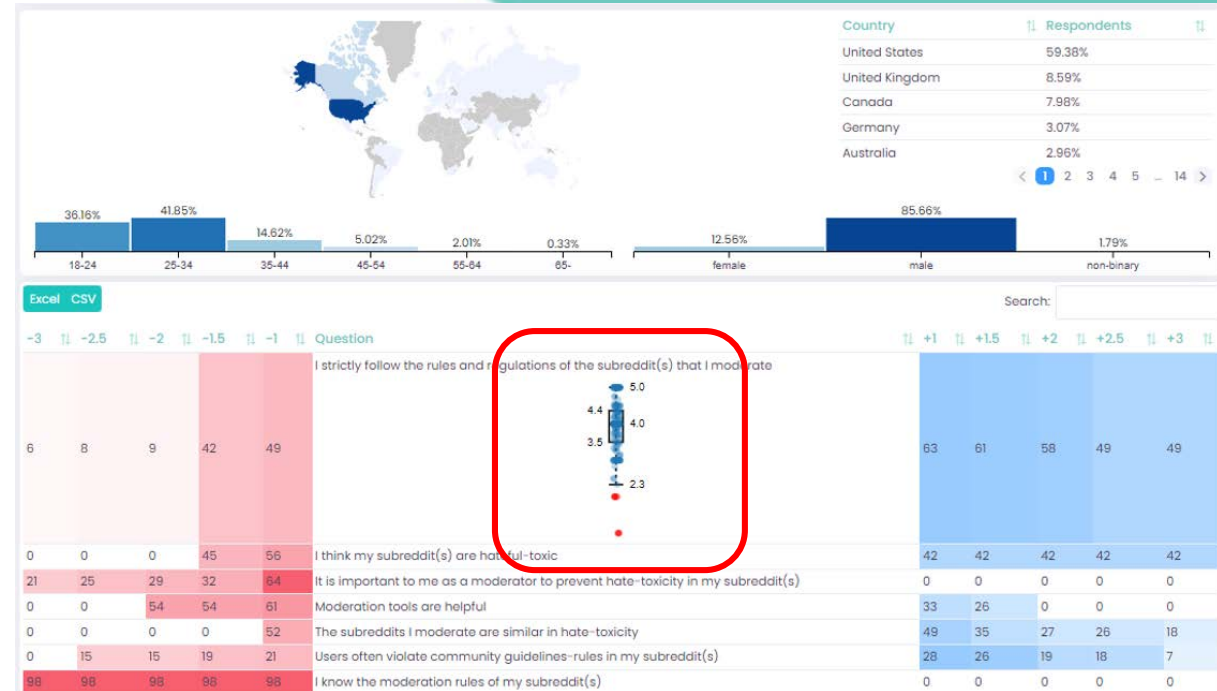 Country Respondents
United States 59.38%
United Kingdom 8.59%
Canada 7.98%
Germany 3.07%
Australia 2.96%
< 1 2 3 4 5 ... 14 >
36.16% 41.85% 14.62% 5.02% 2.01% 0.33%
18-24 25-34 35-44 45-54 55-64 65-
12.56% 85.66% 1.79%
female male non-binary
Excel CSV Search:
-3 -2.5 -2 -1.5 -1 Question +1 +1.5 +2 +2.5 +3
I strictly follow the rules and regulations of the subreddit(s) that I moderate
5.0
4.4
4.0
3.5
2.3
6 8 9 42 49 63 61 58 49 49
0 0 0 45 56 I think my subreddit(s) are hateful-toxic 42 42 42 42 42
21 25 29 32 64 It is important to me as a moderator to prevent hate-toxicity in my subreddit(s) 0 0 0 0 0
0 0 54 54 61 Moderation tools are helpful 33 26 0 0 0
0 0 0 0 52 The subreddits I moderate are similar in hate-toxicity 49 35 27 26 18
0 15 15 19 21 Users often violate community guidelines-rules in my subreddit(s) 28 26 19 18 7
98 98 98 98 98 I know the moderation rules of my subreddit(s) 0 0 0 0 0